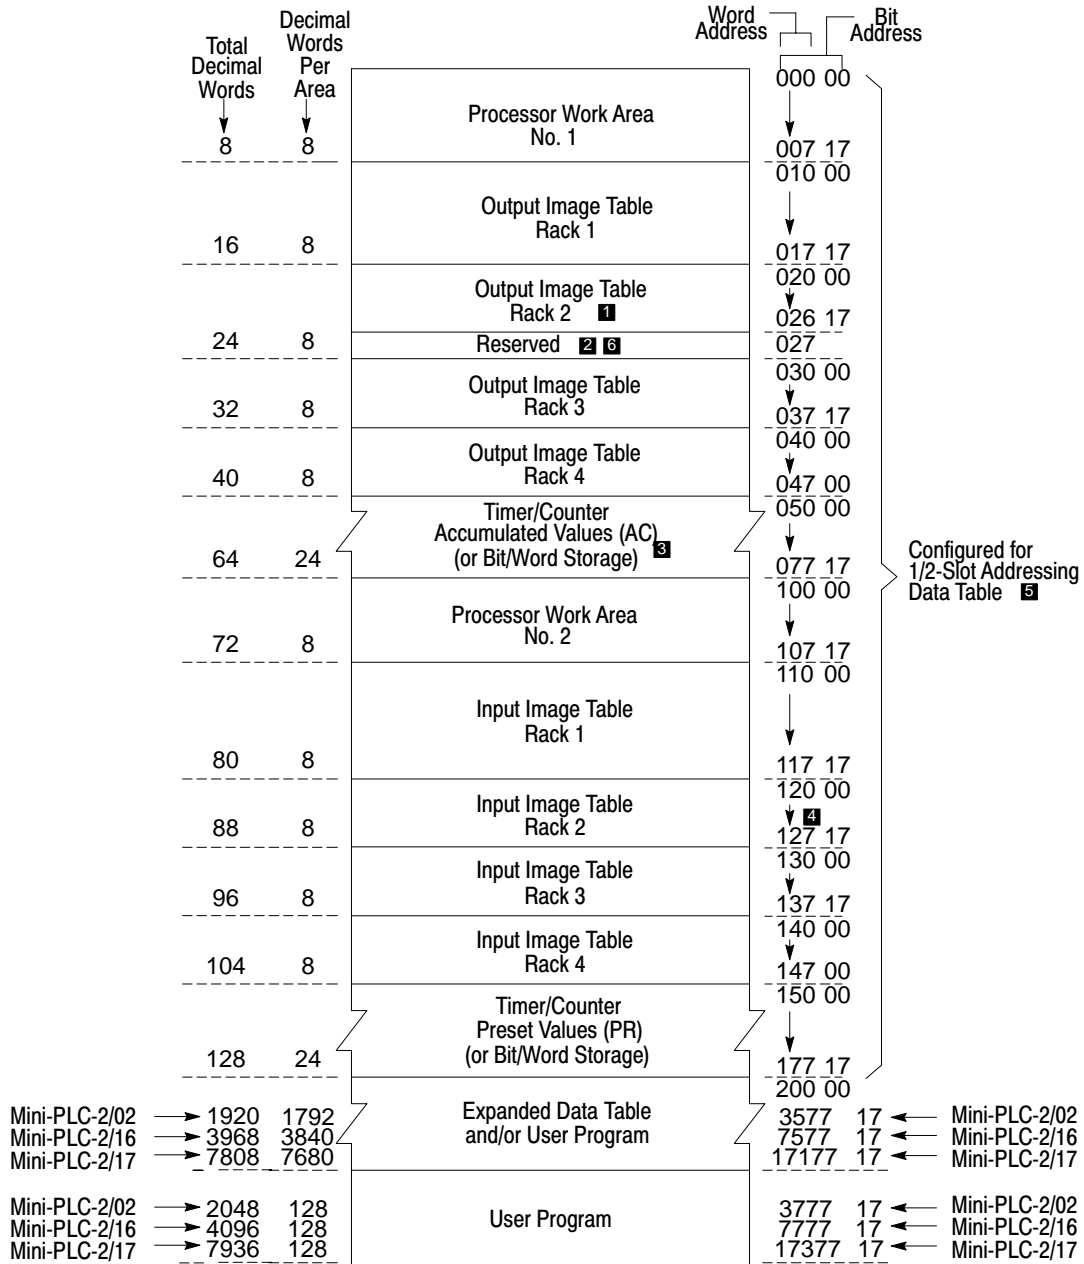 Total
Decimal
Words
Decimal
Words
Per
Area
Word
Address
Bit
Address
000 00
Processor Work Area
No. 1
8 8
007 17
010 00
Output Image Table
Rack 1
16 8
017 17
020 00
Output Image Table
Rack 2 1
026 17
24 8
Reserved 2 6
027
030 00
Output Image Table
Rack 3
32 8
037 17
040 00
Output Image Table
Rack 4
40 8
047 00
050 00
Timer/Counter
Accumulated Values (AC)
(or Bit/Word Storage) 3
64 24
077 17
100 00
Configured for
1/2-Slot Addressing
Data Table 5
Processor Work Area
No. 2
72 8
107 17
110 00
Input Image Table
Rack 1
80 8
117 17
120 00
Input Image Table
Rack 2
4
88 8
127 17
130 00
Input Image Table
Rack 3
96 8
137 17
140 00
Input Image Table
Rack 4
104 8
147 00
150 00
Timer/Counter
Preset Values (PR)
(or Bit/Word Storage)
128 24
177 17
200 00
Expanded Data Table
and/or User Program
Mini-PLC-2/02 1920 1792 3577 17 Mini-PLC-2/02
Mini-PLC-2/16 3968 3840 7577 17 Mini-PLC-2/16
Mini-PLC-2/17 7808 7680 17177 17 Mini-PLC-2/17
User Program
Mini-PLC-2/02 2048 128 3777 17 Mini-PLC-2/02
Mini-PLC-2/16 4096 128 7777 17 Mini-PLC-2/16
Mini-PLC-2/17 7936 128 17377 17 Mini-PLC-2/17